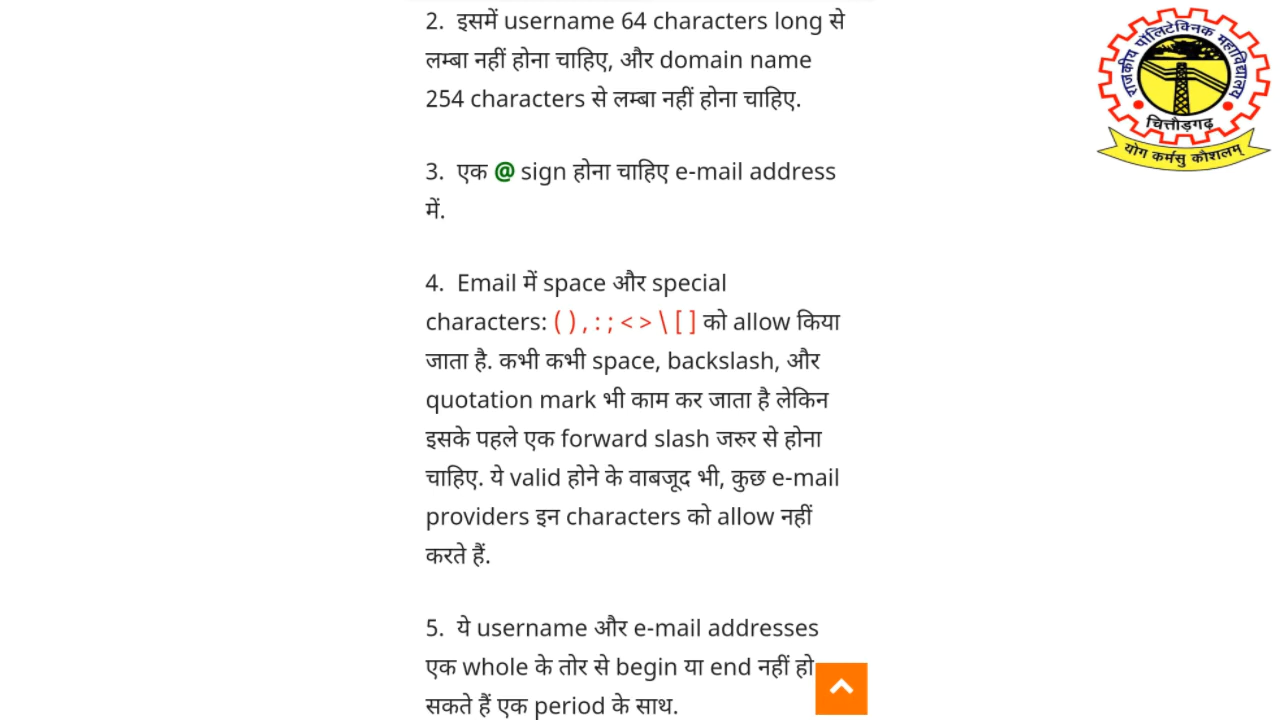 2. इसमें username 64 characters long से
लम्बा नहीं होना चाहिए, और domain name
254 characters से लम्बा नहीं होना चाहिए.
3. एक @ sign होना चाहिए e-mail address
में.
4. Email में space और special
characters: ( ) , : ; < > \ [ ] को allow किया
जाता है. कभी कभी space, backslash, और
quotation mark भी काम कर जाता है लेकिन
इसके पहले एक forward slash जरुर से होना
चाहिए. ये valid होने के वाबजूद भी, कुछ e-mail
providers इन characters को allow नहीं
करते हैं.
5. ये username और e-mail addresses
एक whole के तोर से begin या end नहीं हो
सकते हैं एक period के साथ.
राजकीय पॉलिटेक्निक महाविद्यालय
चित्तौड़गढ़
योग कर्मसु कौशलम्